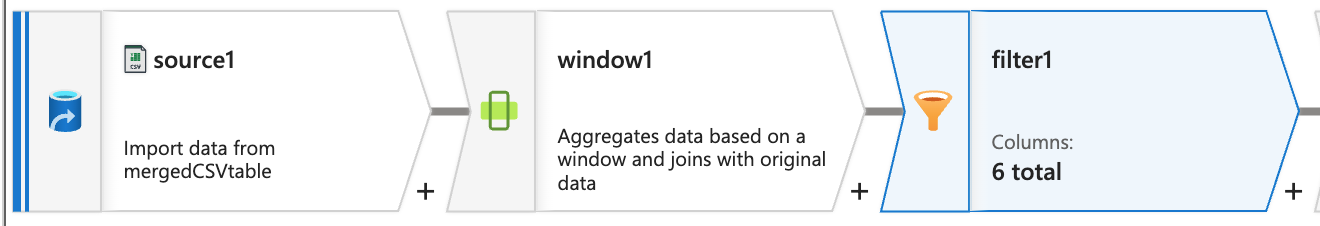 source1
Import data from
mergedCSVtable
+
window1
Aggregates data based on a
window and joins with original
data
+
filter1
Columns:
6 total
+